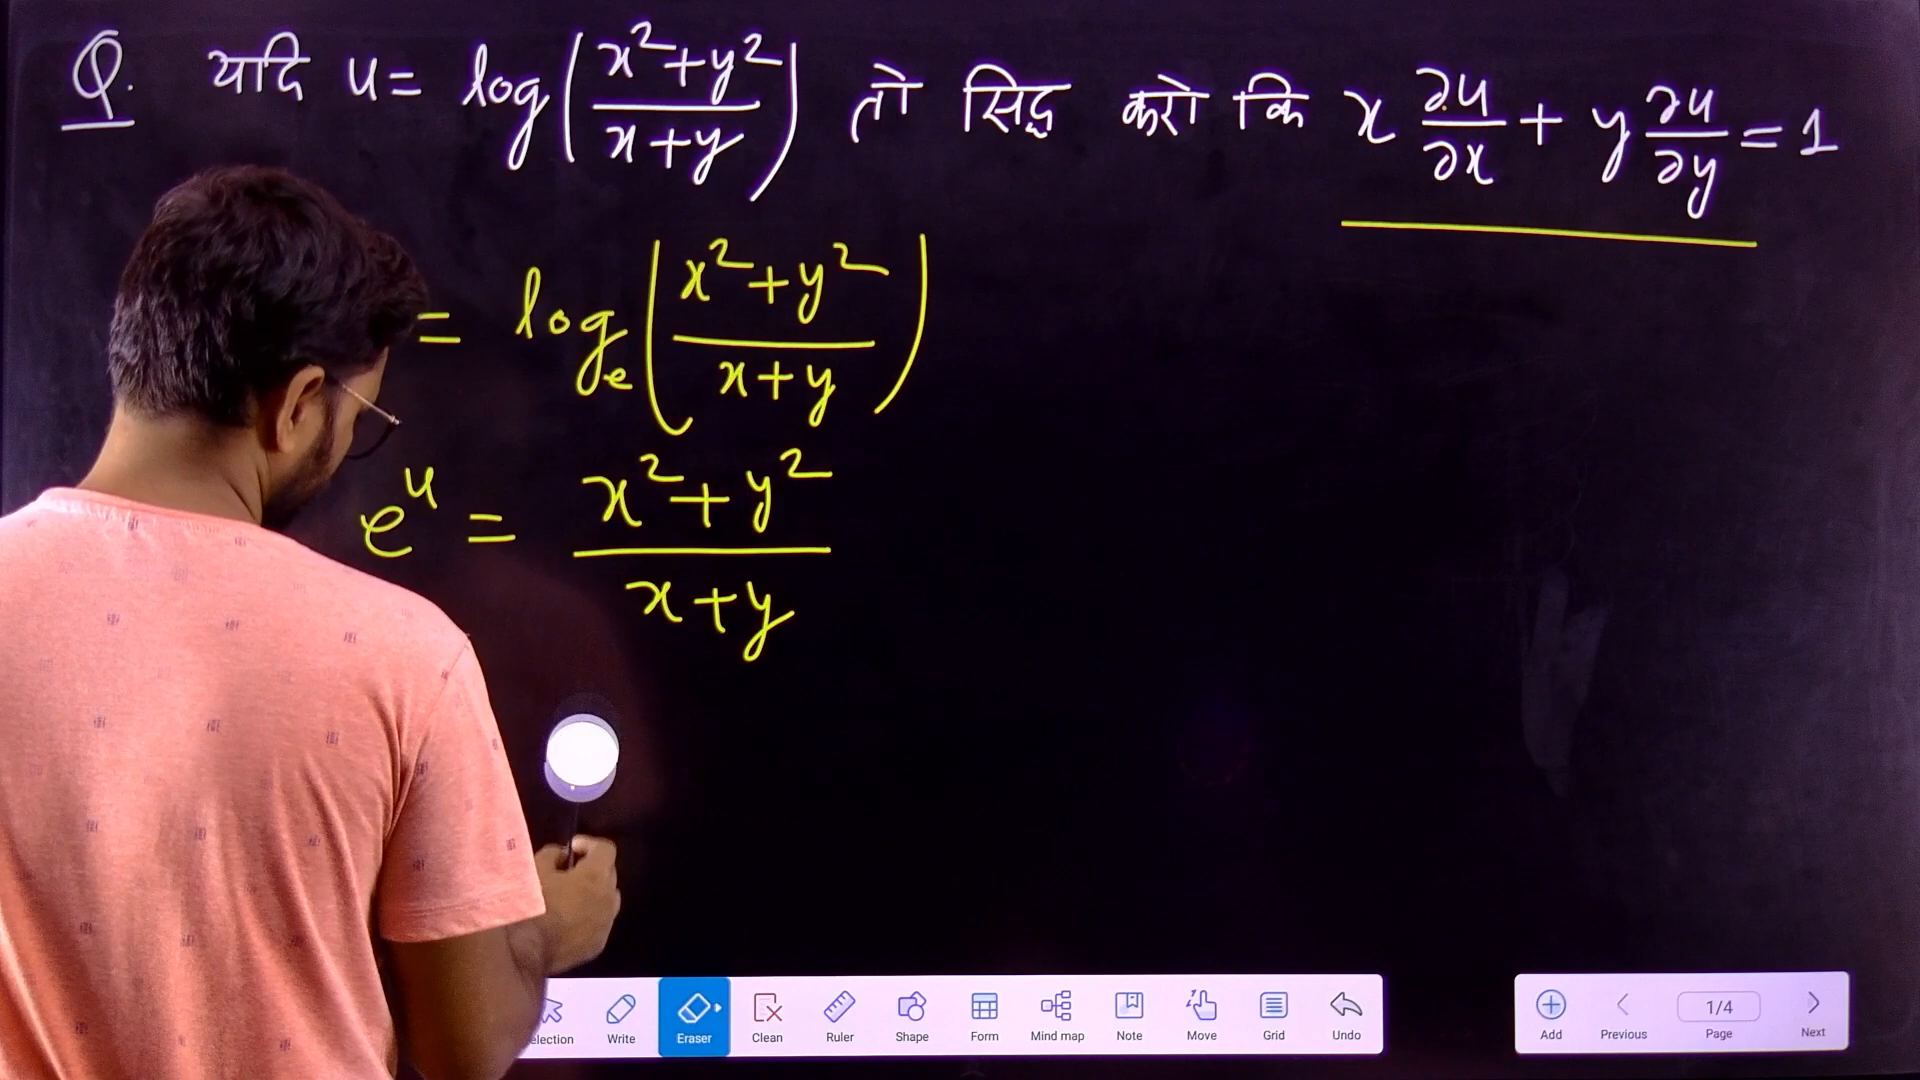 Q. यदि u= log(x²+y²/x+y) तो सिद्ध करो कि x ∂u/∂x + y ∂u/∂y = 1
= logₑ(x²+y²/x+y)
eᵘ = x²+y²/x+y
election Write Eraser Clean Ruler Shape Form Mind map Note Move Grid Undo Add Previous 1/4 Page Next